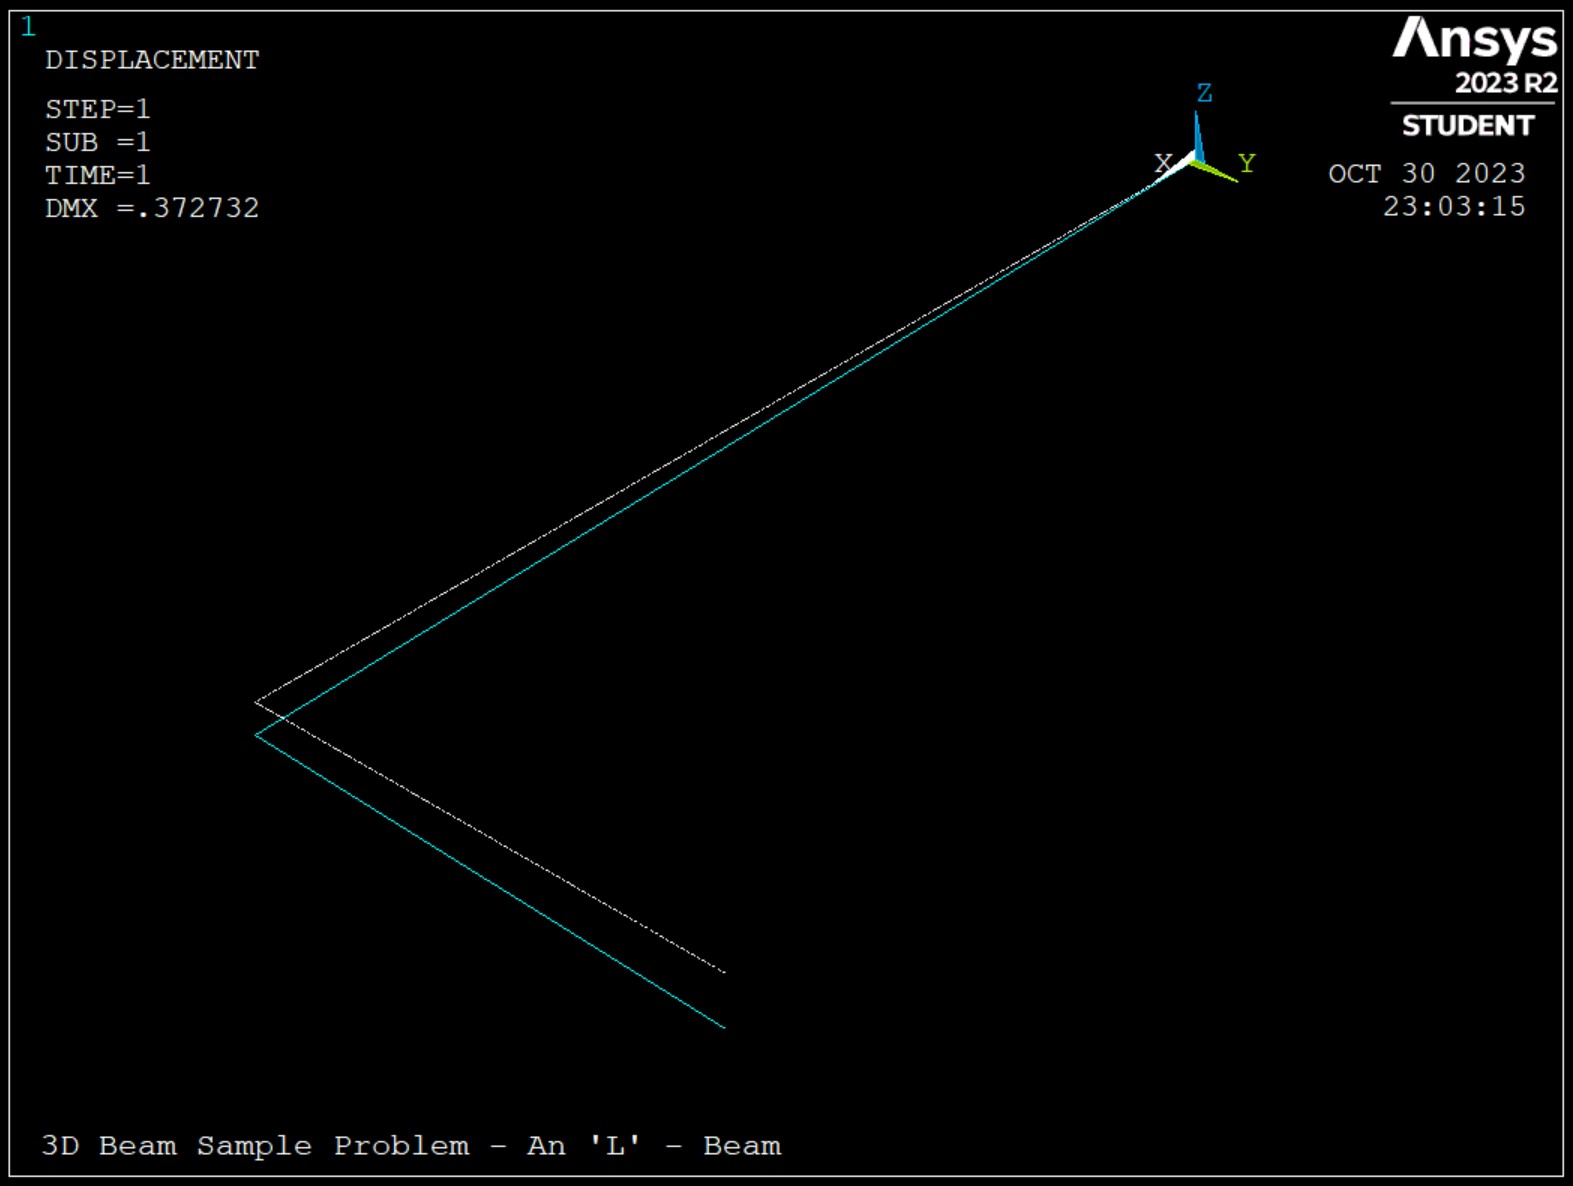 1
DISPLACEMENT
STEP=1
SUB =1
TIME=1
DMX =.372732
Ansys
2023 R2
STUDENT
OCT 30 2023
23:03:15
Z
X
Y
3D Beam Sample Problem - An 'L' - Beam